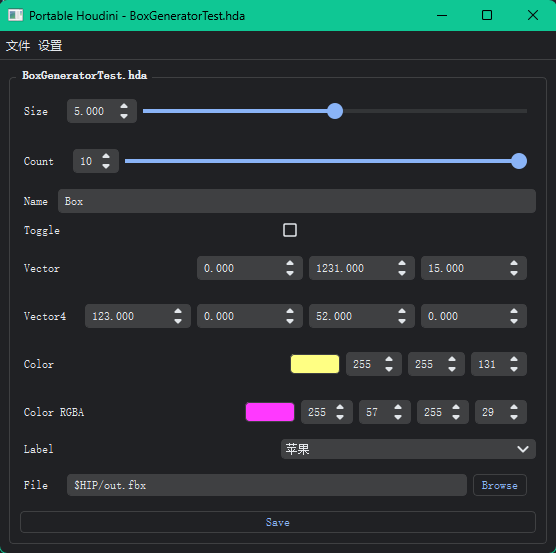 Portable Houdini - BoxGeneratorTest.hda
文件 设置
BoxGeneratorTest.hda
Size 5.000
Count 10
Name Box
Toggle
Vector 0.000 1231.000 15.000
Vector4 123.000 0.000 52.000 0.000
Color 255 255 131
Color RGBA 255 57 255 29
Label 苹果
File $HIP/out.fbx Browse
Save